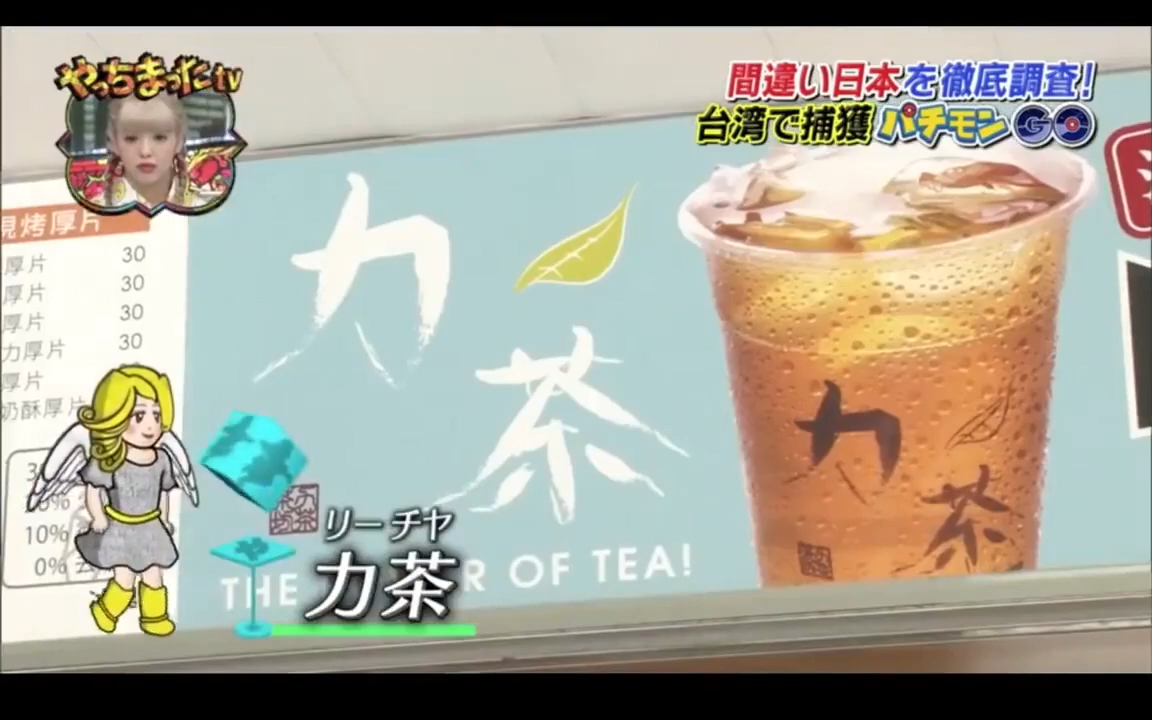 やっちまったtv
間違い日本を徹底調査!
台湾で捕獲 パチモンGO
現烤厚片
厚片 30
厚片 30
厚片 30
力厚片 30
厚片
奶酥厚片
10%
0%
力
茶
THE R OF TEA!
リーチャ
力茶
力
茶